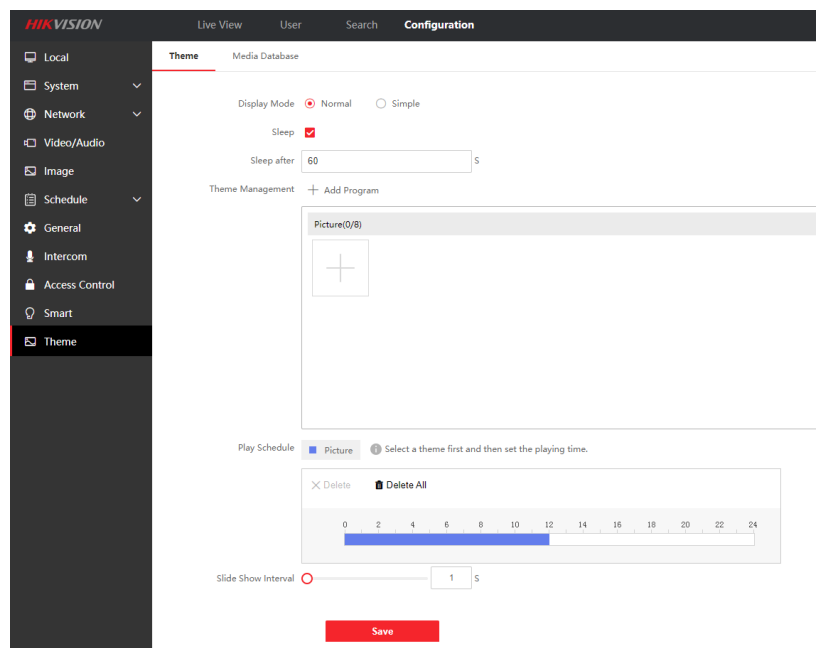 HIKVISION
Live View User Search Configuration
Local
System
Network
Video/Audio
Image
Schedule
General
Intercom
Access Control
Smart
Theme
Theme Media Database
Display Mode Normal Simple
Sleep
Sleep after 60 S
Theme Management Add Program
Picture(0/8)
Play Schedule Picture Select a theme first and then set the playing time.
Delete Delete All
0 2 4 6 8 10 12 14 16 18 20 22 24
Slide Show Interval 1 S
Save